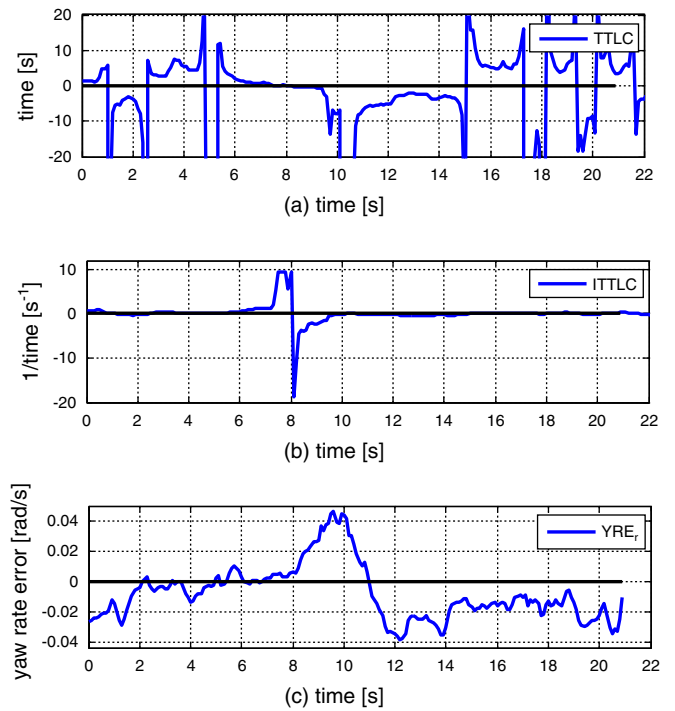 20
10
0
-10
-20
time [s]
TTLC
0 2 4 6 8 10 12 14 16 18 20 22
(a) time [s]
10
0
-10
-20
1/time [s-1]
ITTLC
0 2 4 6 8 10 12 14 16 18 20 22
(b) time [s]
0.04
0.02
0
-0.02
-0.04
yaw rate error [rad/s]
YREr
0 2 4 6 8 10 12 14 16 18 20 22
(c) time [s]